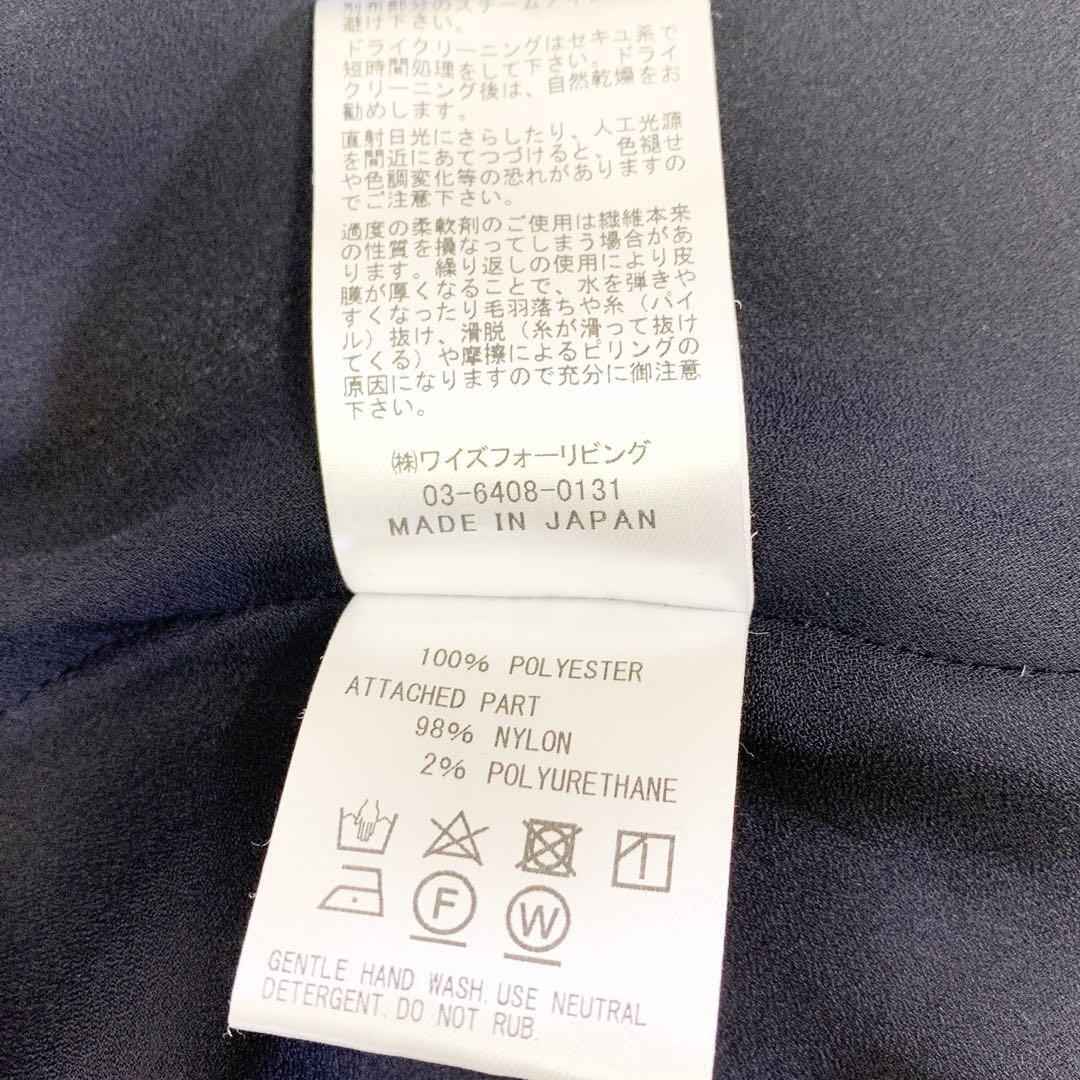 避け下さい。
ドライクリーニングはセキユ系で
短時間処理をして下さい。ドライ
クリーニング後は、自然乾燥をお
勧めします。
直射日光にさらしたり、人工光源
を間近にあてつづけると、色褪せ
や色調変化等の恐れがありますの
でご注意下さい。
過度の柔軟剤のご使用は繊維本来
の性質を損なってしまう場合があ
ります。繰り返しの使用により皮
膜が厚くなることで、水を弾きや
すくなったり毛羽落ちや糸（パイ
ル）抜け、滑脱（糸が滑って抜け
てくる）や摩擦によるピリングの
原因になりますので充分に御注意
下さい。
㈱ワイズフォーリビング
03-6408-0131
MADE IN JAPAN
100% POLYESTER
ATTACHED PART
98% NYLON
2% POLYURETHANE
F W
GENTLE HAND WASH. USE NEUTRAL
DETERGENT. DO NOT RUB.